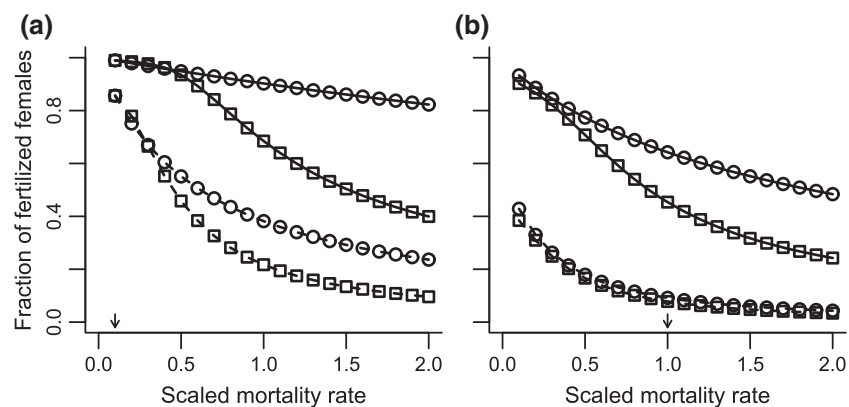 (a)
(b)
Fraction of fertilized females
0.8
0.4
0.0
0.0 0.5 1.0 1.5 2.0
0.0 0.5 1.0 1.5 2.0
Scaled mortality rate
Scaled mortality rate